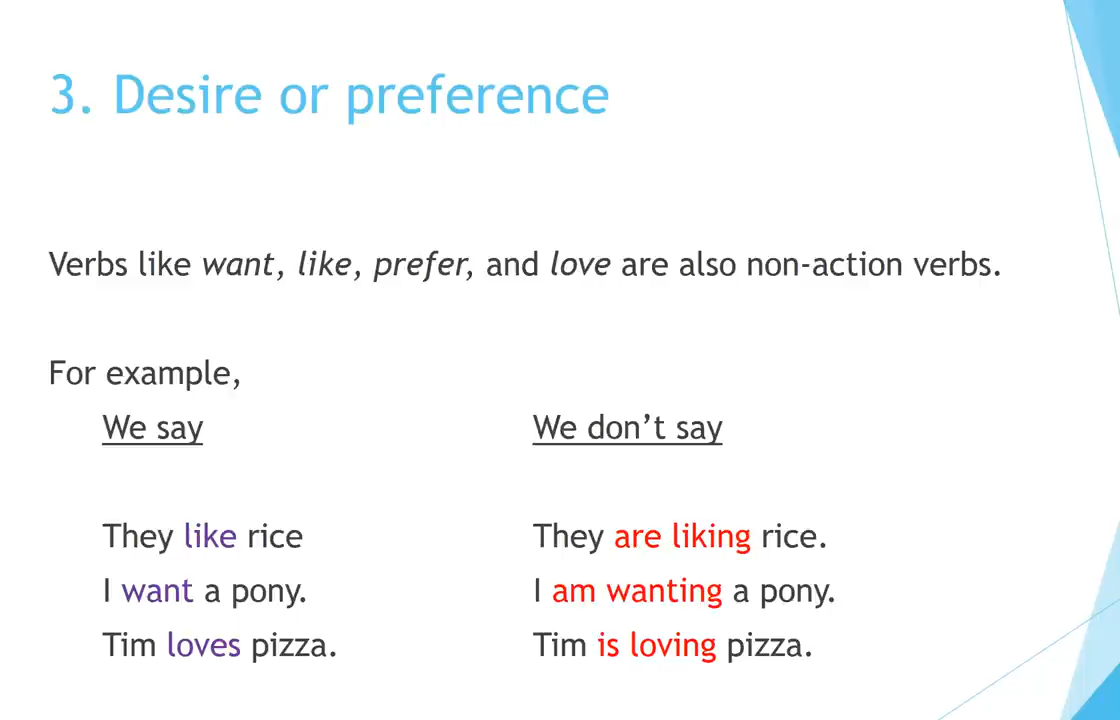 3. Desire or preference
Verbs like want, like, prefer, and love are also non-action verbs.
For example,
We say We don’t say
They like rice They are liking rice.
I want a pony. I am wanting a pony.
Tim loves pizza. Tim is loving pizza.